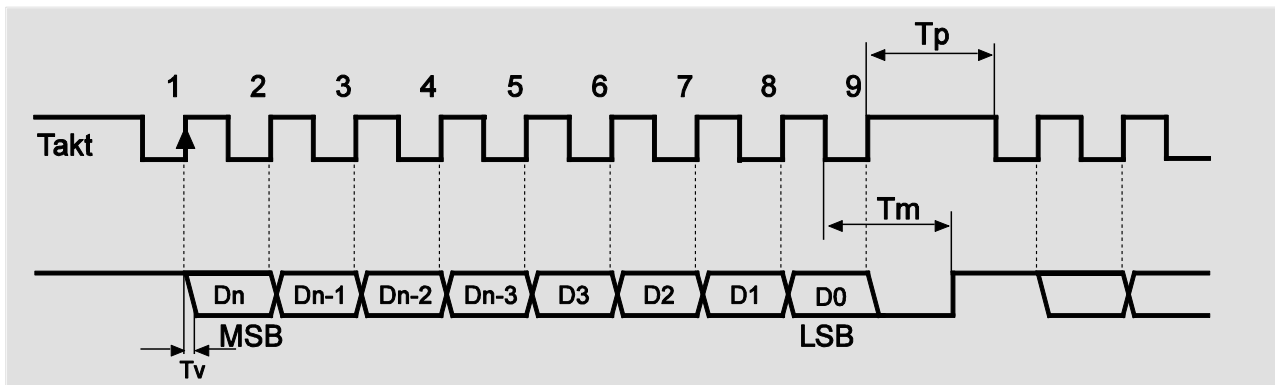 Tp
1 2 3 4 5 6 7 8 9
Takt
Tm
Dn Dn-1 Dn-2 Dn-3 D3 D2 D1 D0
MSB LSB
Tv